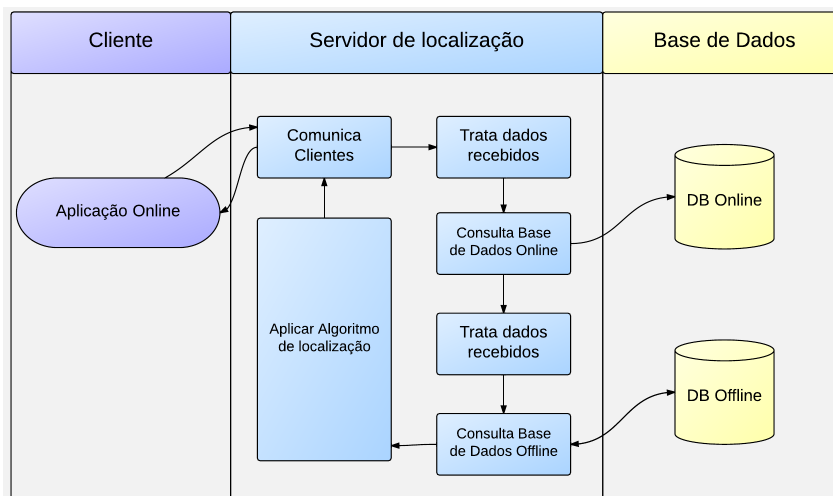 Cliente
Servidor de localização
Base de Dados
Comunica
Clientes
Trata dados
recebidos
Aplicação Online
DB Online
Consulta Base
de Dados Online
Aplicar Algoritmo
de localização
Trata dados
recebidos
DB Offline
Consulta Base
de Dados Offline